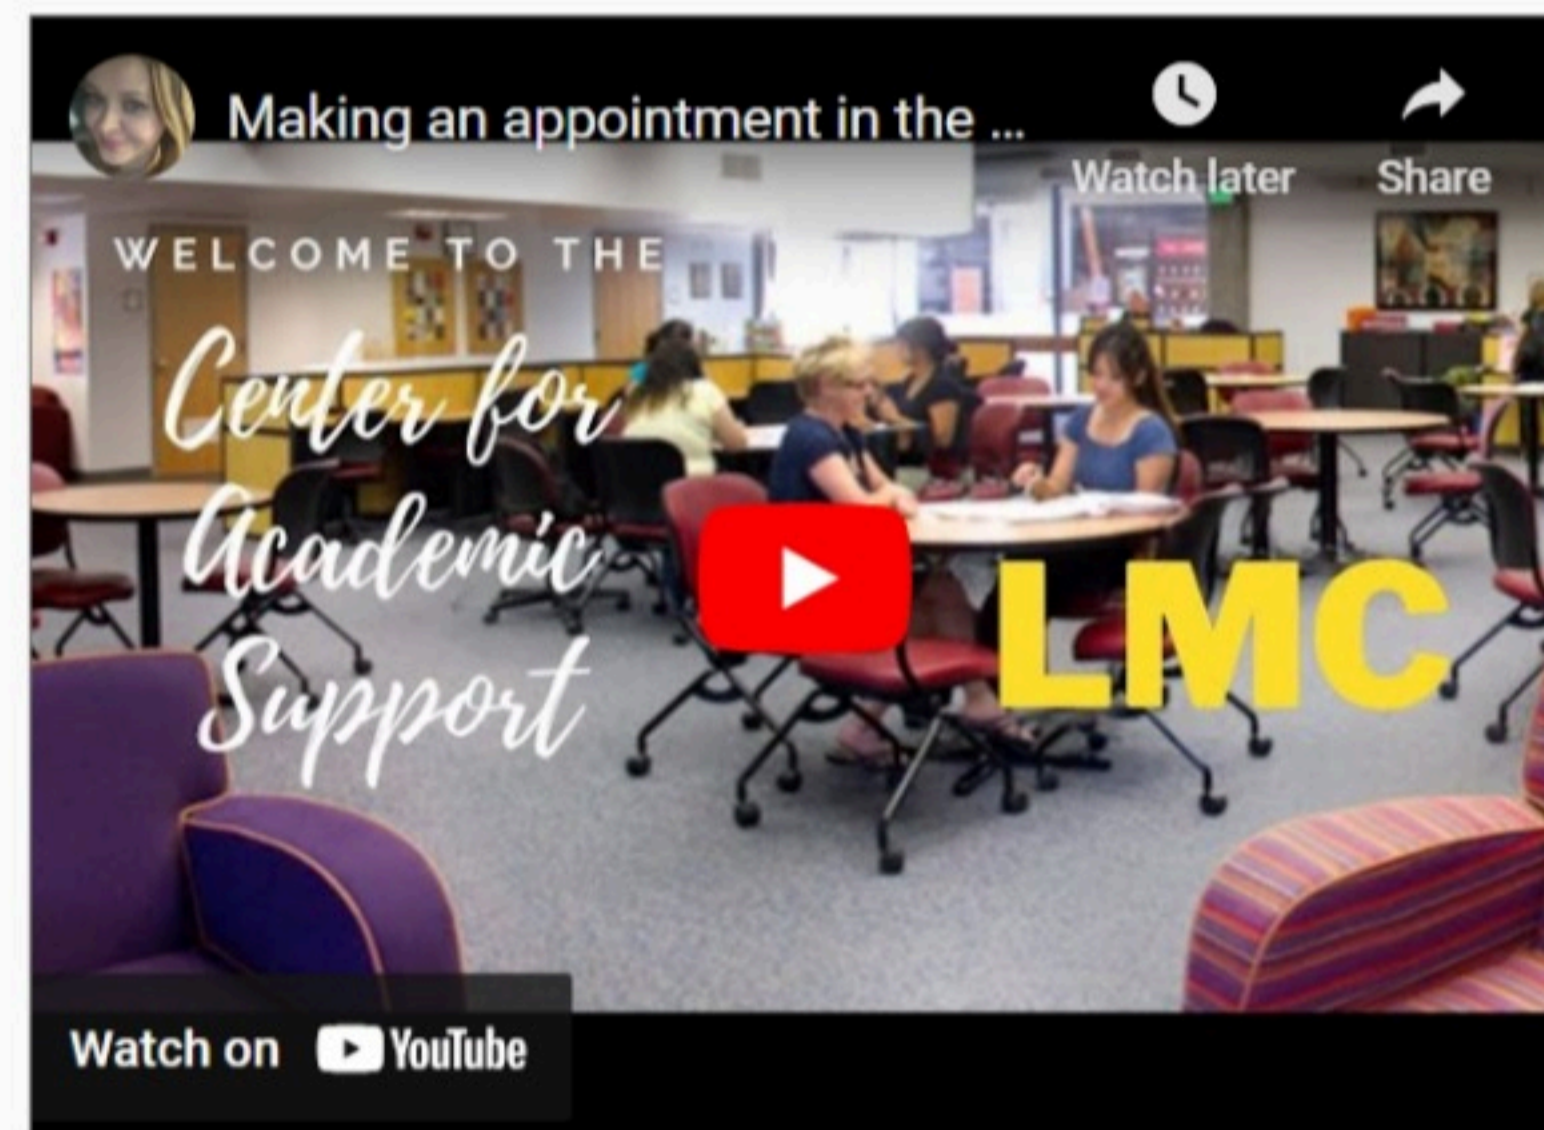 Making an appointment in the ...
Watch later
Share
WELCOME TO THE
Center for
Academic
Support
LMC
Watch on YouTube